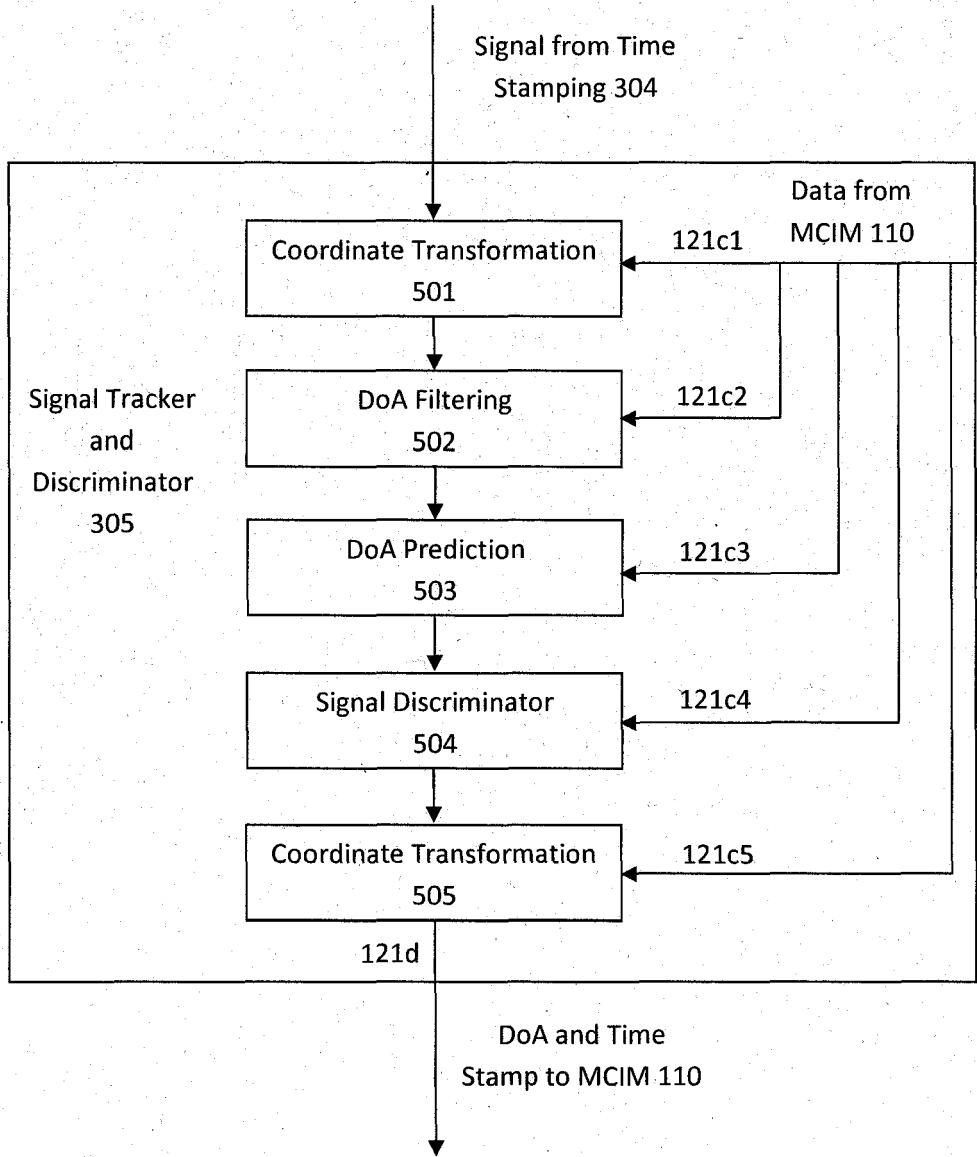 Signal from Time
Stamping 304
Data from
MCIM 110
121c1
Coordinate Transformation
501
121c2
DoA Filtering
502
Signal Tracker
and
Discriminator
305
121c3
DoA Prediction
503
121c4
Signal Discriminator
504
121c5
Coordinate Transformation
505
121d
DoA and Time
Stamp to MCIM 110